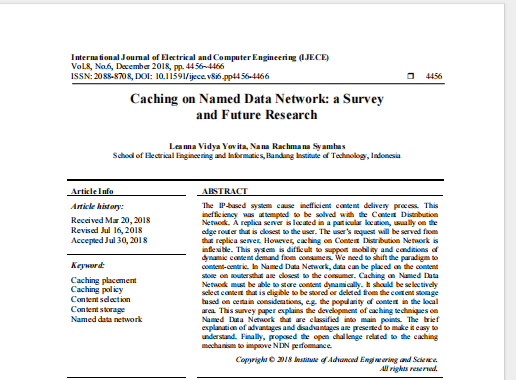 International Journal of Electrical and Computer Engineering (IJECE)
Vol.8, No.6, December 2018, pp. 4456~4466
ISSN: 2088-8708, DOI: 10.11591/ijece.v8i6.pp4456-4466
4456
Caching on Named Data Network: a Survey
and Future Research
Leanna Vidya Yovita, Nana Rachmana Syambas
School of Electrical Engineering and Informatics, Bandung Institute of Technology, Indonesia
Article Info
Article history:
Received Mar 20, 2018
Revised Jul 16, 2018
Accepted Jul 30, 2018
Keyword:
Caching placement
Caching policy
Content selection
Content storage
Named data network
ABSTRACT
The IP-based system cause inefficient content delivery process. This
inefficiency was attempted to be solved with the Content Distribution
Network. A replica server is located in a particular location, usually on the
edge router that is closest to the user. The user's request will be served from
that replica server. However, caching on Content Distribution Network is
inflexible. This system is difficult to support mobility and conditions of
dynamic content demand from consumers. We need to shift the paradigm to
content-centric. In Named Data Network, data can be placed on the content
store on routersthat are closest to the consumer. Caching on Named Data
Network must be able to store content dynamically. It should be selectively
select content that is eligible to be stored or deleted from the content storage
based on certain considerations, e.g. the popularity of content in the local
area. This survey paper explains the development of caching techniques on
Named Data Network that are classified into main points. The brief
explanation of advantages and disadvantages are presented to make it easy to
understand. Finally, proposed the open challenge related to the caching
mechanism to improve NDN performance.
Copyright © 2018 Institute of Advanced Engineering and Science.
All rights reserved.